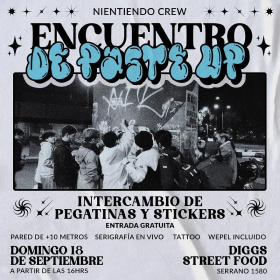 NIENTIENDO CREW
ENCUENTRO
DE PASTE UP
INTERCAMBIO DE
PEGATINAS Y STICKERS
ENTRADA GRATUITA
PARED DE +10 METROS SERIGRAFÍA EN VIVO TATTOO WEPEL INCLUIDO
DOMINGO 18
DE SEPTIEMBRE
A PARTIR DE LAS 16HRS
DIGGS
STREET FOOD
SERRANO 1580